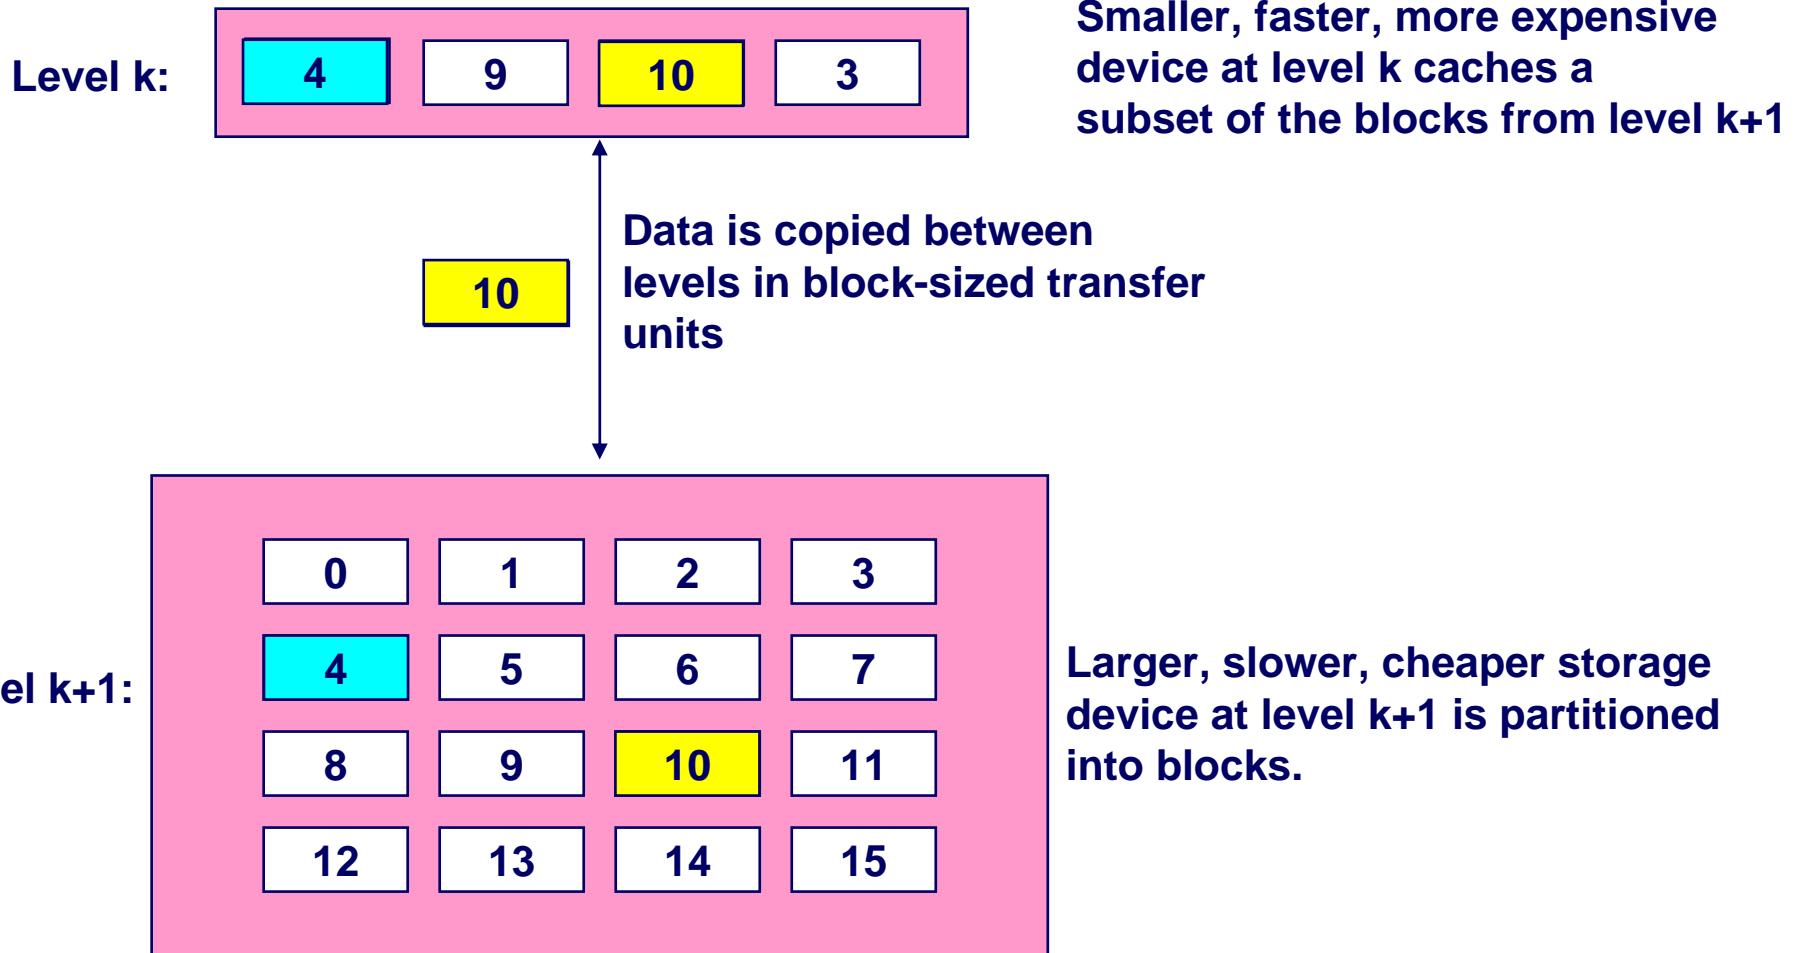 Smaller, faster, more expensive
device at level k caches a
subset of the blocks from level k+1
Level k:
4 9 10 3
Data is copied between
levels in block-sized transfer
units
10
0 1 2 3
4 5 6 7
8 9 10 11
12 13 14 15
el k+1:
Larger, slower, cheaper storage
device at level k+1 is partitioned
into blocks.